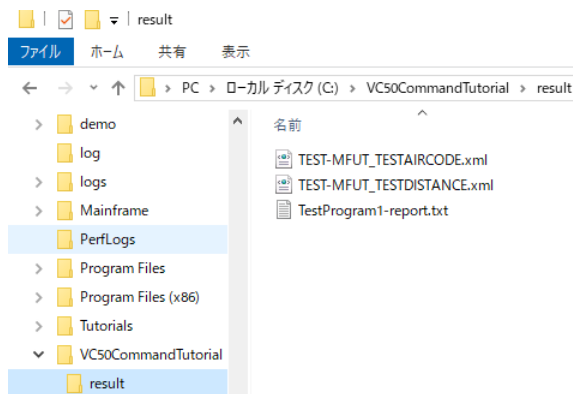 result
ファイル ホーム 共有 表示
PC › ローカル ディスク (C:) › VC50CommandTutorial › result
demo
log
logs
Mainframe
PerfLogs
Program Files
Program Files (x86)
Tutorials
VC50CommandTutorial
result
名前
TEST-MFUT_TESTAIRCODE.xml
TEST-MFUT_TESTDISTANCE.xml
TestProgram1-report.txt